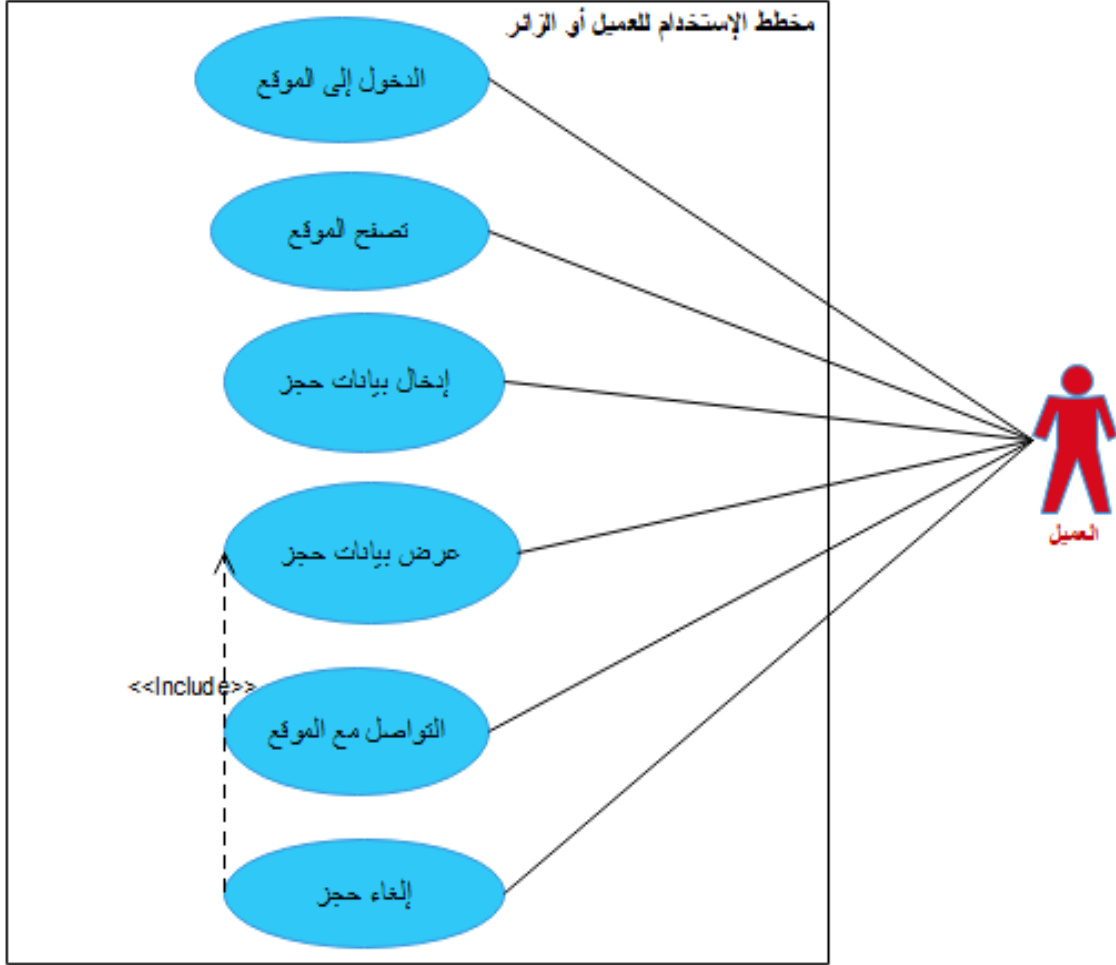 مخطط الإستخدام للعميل أو الزائر
الدخول إلى الموقع
تصفح الموقع
إدخال بيانات حجز
عرض بيانات حجز
<<Include>>
التواصل مع الموقع
إلغاء حجز
العميل